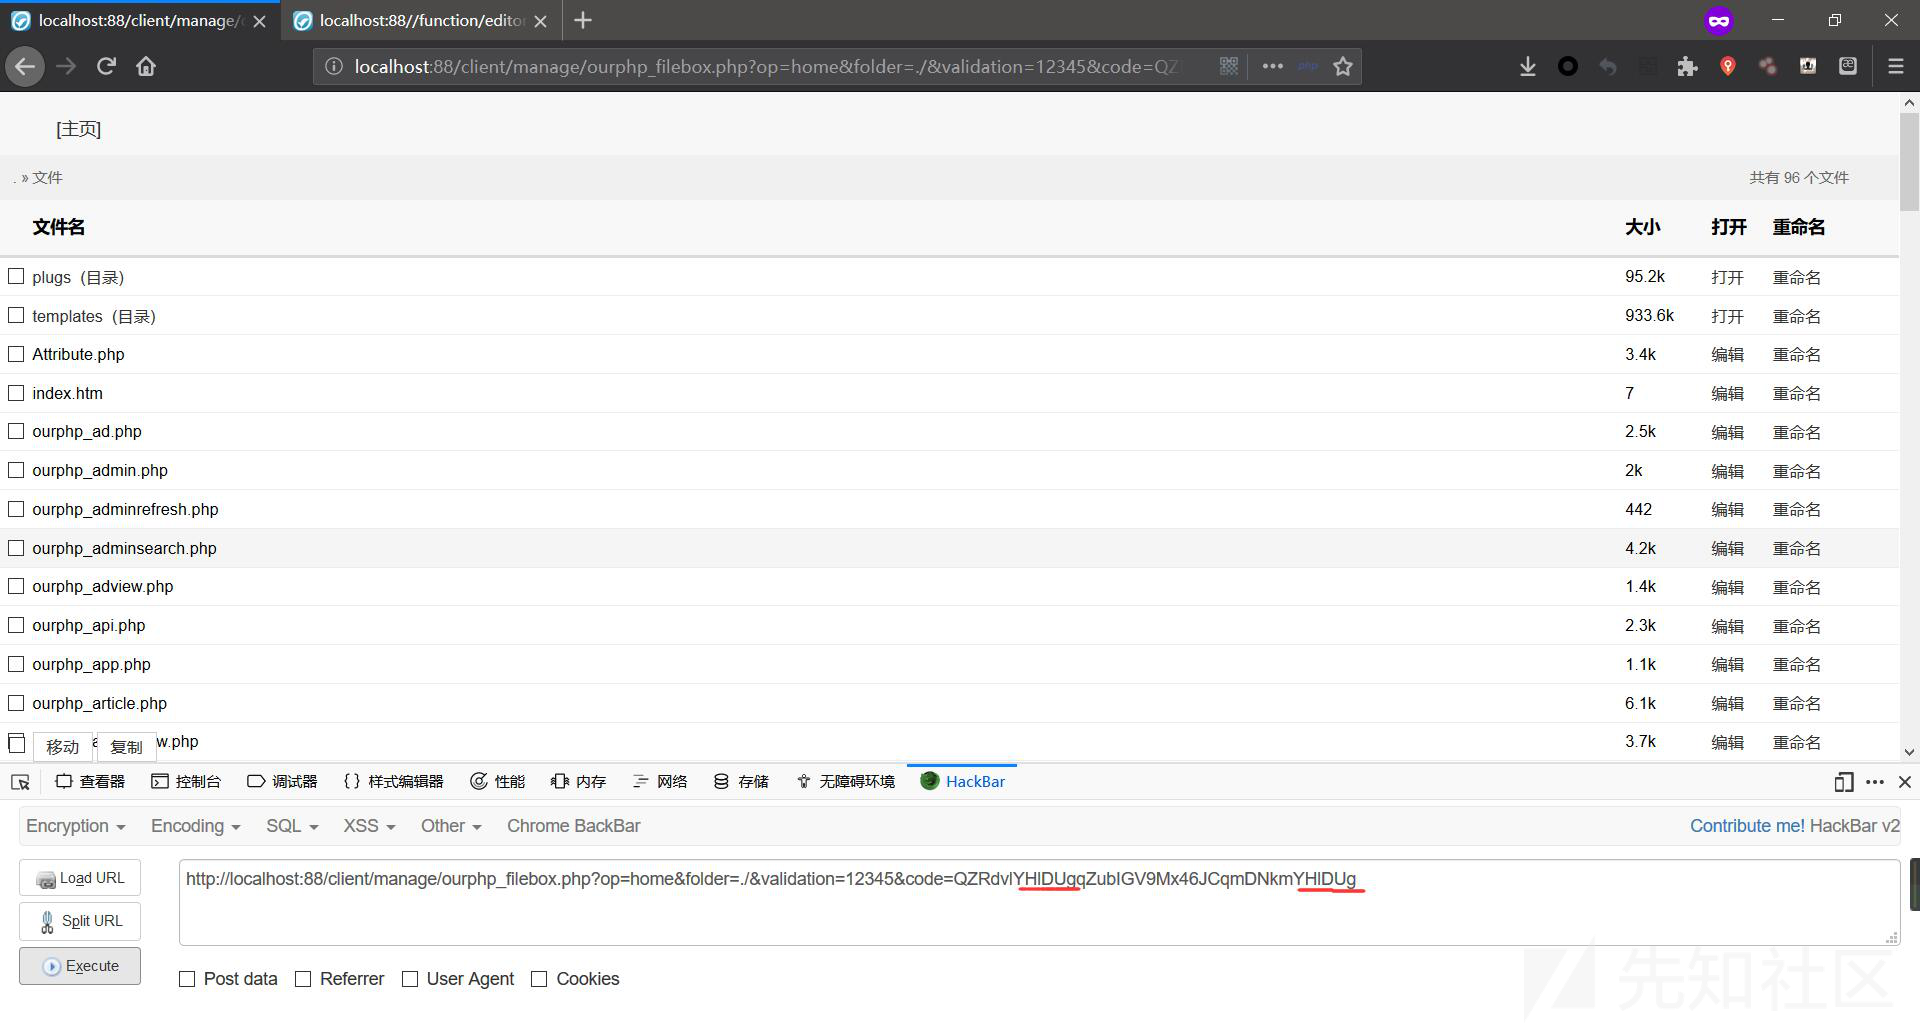 localhost:88/client/manage/
localhost:88//function/editor
localhost:88/client/manage/ourphp_filebox.php?op=home&folder=./&validation=12345&code=QZ
php
[主页]
. » 文件
共有 96 个文件
文件名 大小 打开 重命名
plugs (目录) 95.2k 打开 重命名
templates (目录) 933.6k 打开 重命名
Attribute.php 3.4k 编辑 重命名
index.htm 7 编辑 重命名
ourphp_ad.php 2.5k 编辑 重命名
ourphp_admin.php 2k 编辑 重命名
ourphp_adminrefresh.php 442 编辑 重命名
ourphp_adminsearch.php 4.2k 编辑 重命名
ourphp_adview.php 1.4k 编辑 重命名
ourphp_api.php 2.3k 编辑 重命名
ourphp_app.php 1.1k 编辑 重命名
ourphp_article.php 6.1k 编辑 重命名
移动 复制 w.php 3.7k 编辑 重命名
查看器 控制台 调试器 样式编辑器 性能 内存 网络 存储 无障碍环境 HackBar
Encryption Encoding SQL XSS Other Chrome BackBar Contribute me! HackBar v2
Load URL
Split URL
Execute
http://localhost:88/client/manage/ourphp_filebox.php?op=home&folder=./&validation=12345&code=QZRdvlYHlDUgqZubIGV9Mx46JCqmDNkmYHlDUg
Post data Referrer User Agent Cookies
先知社区